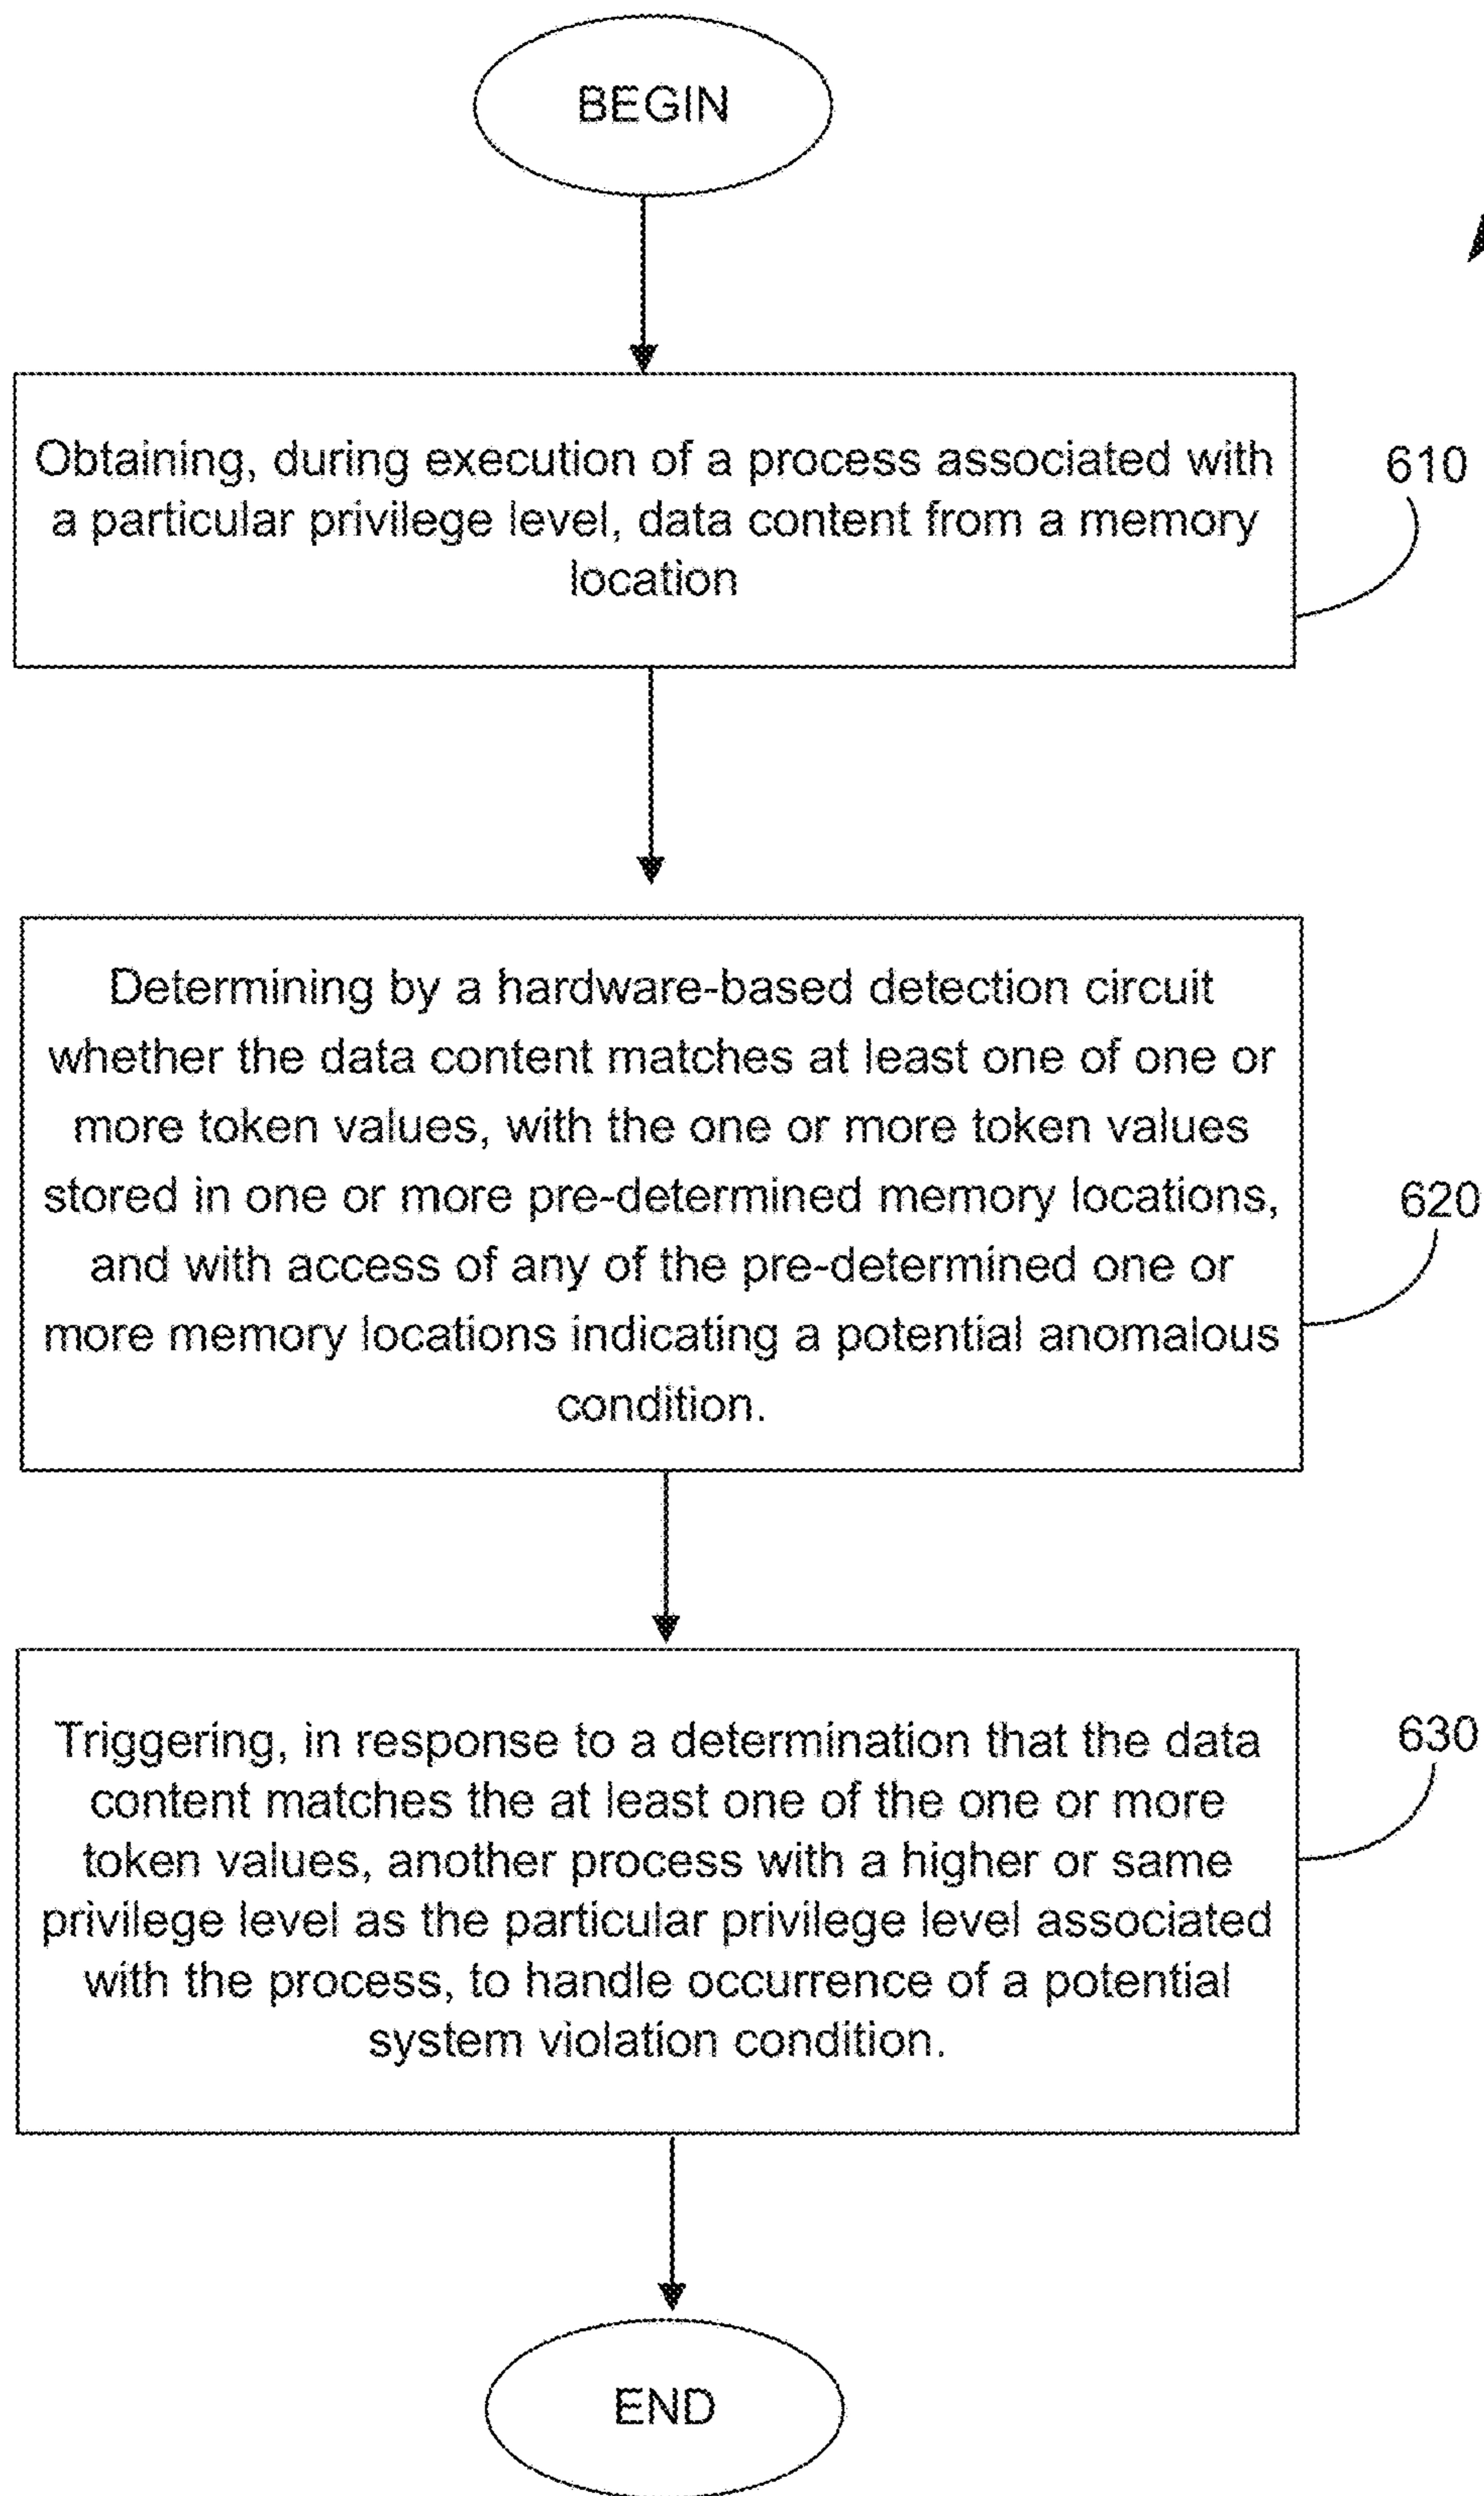 BEGIN
Obtaining, during execution of a process associated with
a particular privilege level, data content from a memory
location
610
Determining by a hardware-based detection circuit
whether the data content matches at least one of one or
more token values, with the one or more token values
stored in one or more pre-determined memory locations,
and with access of any of the pre-determined one or
more memory locations indicating a potential anomalous
condition.
620
Triggering, in response to a determination that the data
content matches the at least one of the one or more
token values, another process with a higher or same
privilege level as the particular privilege level associated
with the process, to handle occurrence of a potential
system violation condition.
630
END